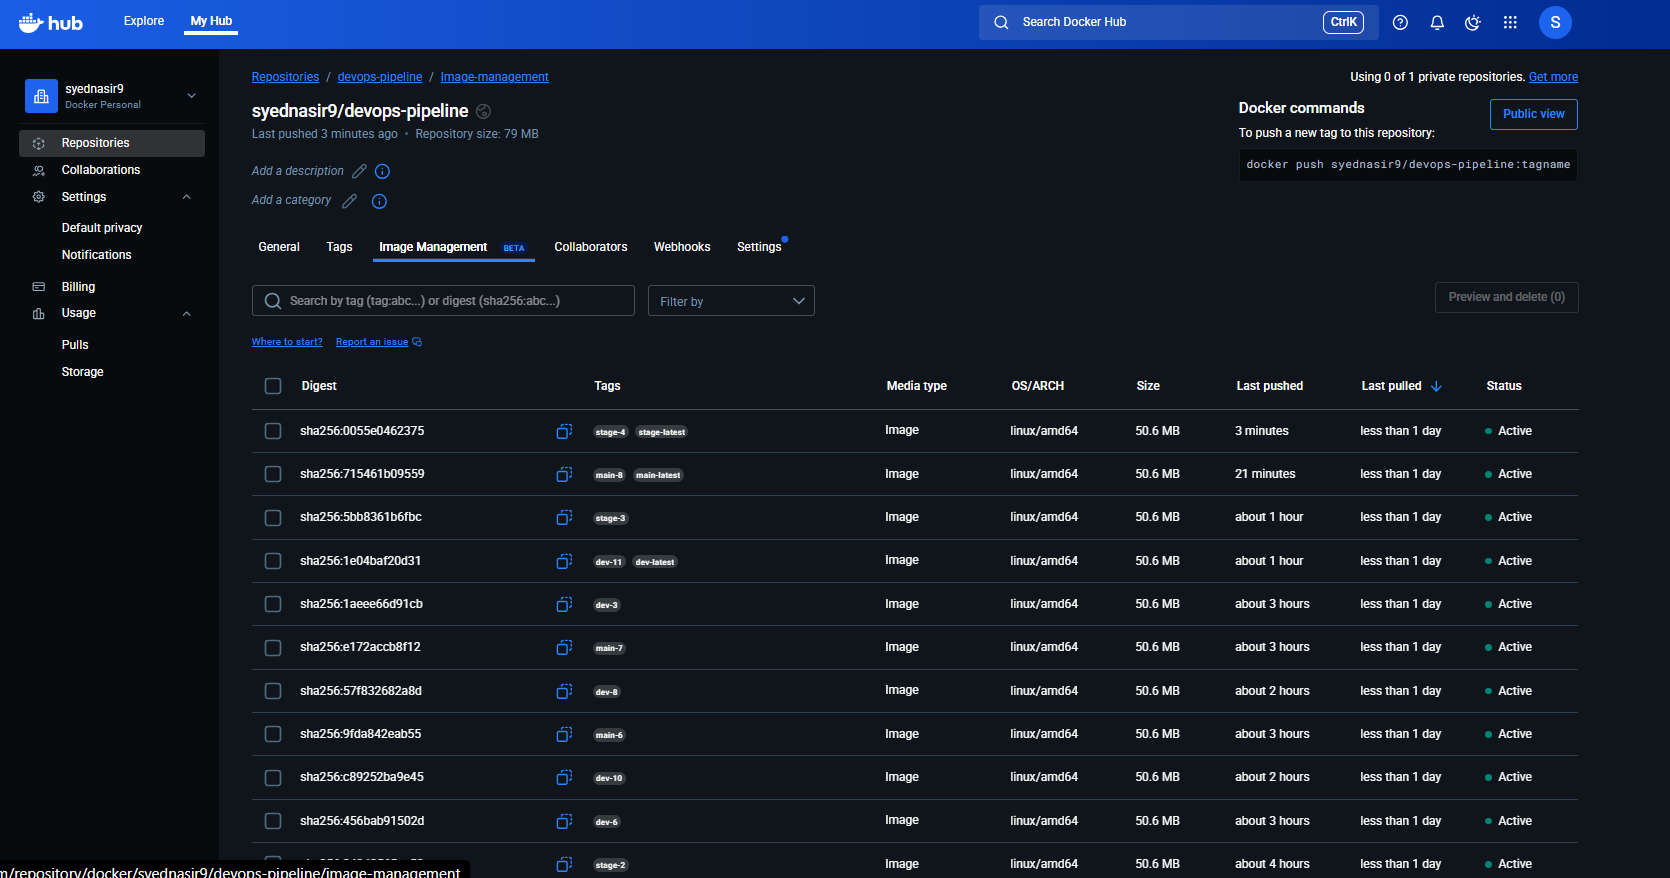 hub Explore My Hub Search Docker Hub CtrlK S
syednasir9
Docker Personal
Repositories
Collaborations
Settings
Default privacy
Notifications
Billing
Usage
Pulls
Storage
Repositories / devops-pipeline / Image-management
Using 0 of 1 private repositories. Get more
syednasir9/devops-pipeline
Last pushed 3 minutes ago • Repository size: 79 MB
Docker commands
Public view
To push a new tag to this repository:
docker push syednasir9/devops-pipeline:tagname
Add a description
Add a category
General Tags Image Management BETA Collaborators Webhooks Settings
Search by tag (tag:abc...) or digest (sha256:abc...) Filter by Preview and delete (0)
Where to start? Report an issue
Digest Tags Media type OS/ARCH Size Last pushed Last pulled Status
sha256:0055e0462375 stage-4 stage-latest Image linux/amd64 50.6 MB 3 minutes less than 1 day Active
sha256:715461b09559 main-8 main-latest Image linux/amd64 50.6 MB 21 minutes less than 1 day Active
sha256:5bb8361b6fbc stage-3 Image linux/amd64 50.6 MB about 1 hour less than 1 day Active
sha256:1e04baf20d31 dev-11 dev-latest Image linux/amd64 50.6 MB about 1 hour less than 1 day Active
sha256:1aeee66d91cb dev-3 Image linux/amd64 50.6 MB about 3 hours less than 1 day Active
sha256:e172accb8f12 main-7 Image linux/amd64 50.6 MB about 3 hours less than 1 day Active
sha256:57f832682a8d dev-8 Image linux/amd64 50.6 MB about 2 hours less than 1 day Active
sha256:9fda842eab55 main-6 Image linux/amd64 50.6 MB about 3 hours less than 1 day Active
sha256:c89252ba9e45 dev-10 Image linux/amd64 50.6 MB about 2 hours less than 1 day Active
sha256:456bab91502d dev-6 Image linux/amd64 50.6 MB about 3 hours less than 1 day Active
stage-2 Image linux/amd64 50.6 MB about 4 hours less than 1 day Active
m/repository/docker/syednasir9/devops-pipeline/image-management